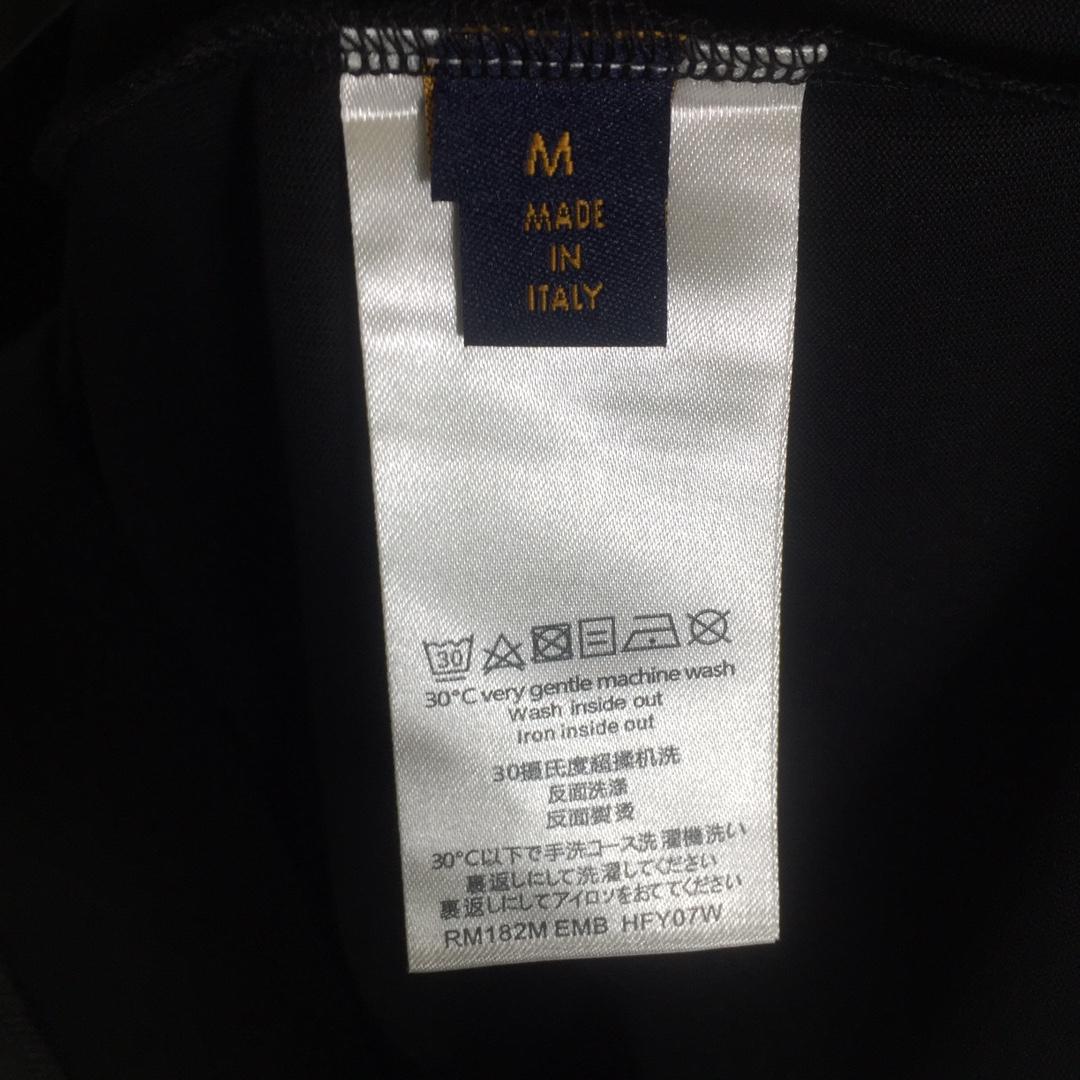 M
MADE
IN
ITALY
30
30°C very gentle machine wash
Wash inside out
Iron inside out
30摄氏度超揉机洗
反面洗涤
反面熨烫
30°C以下で手洗コース洗濯機洗い
裏返しにして洗濯してください
裏返しにしてアイロンをおててください
RM182M EMB HFY07W